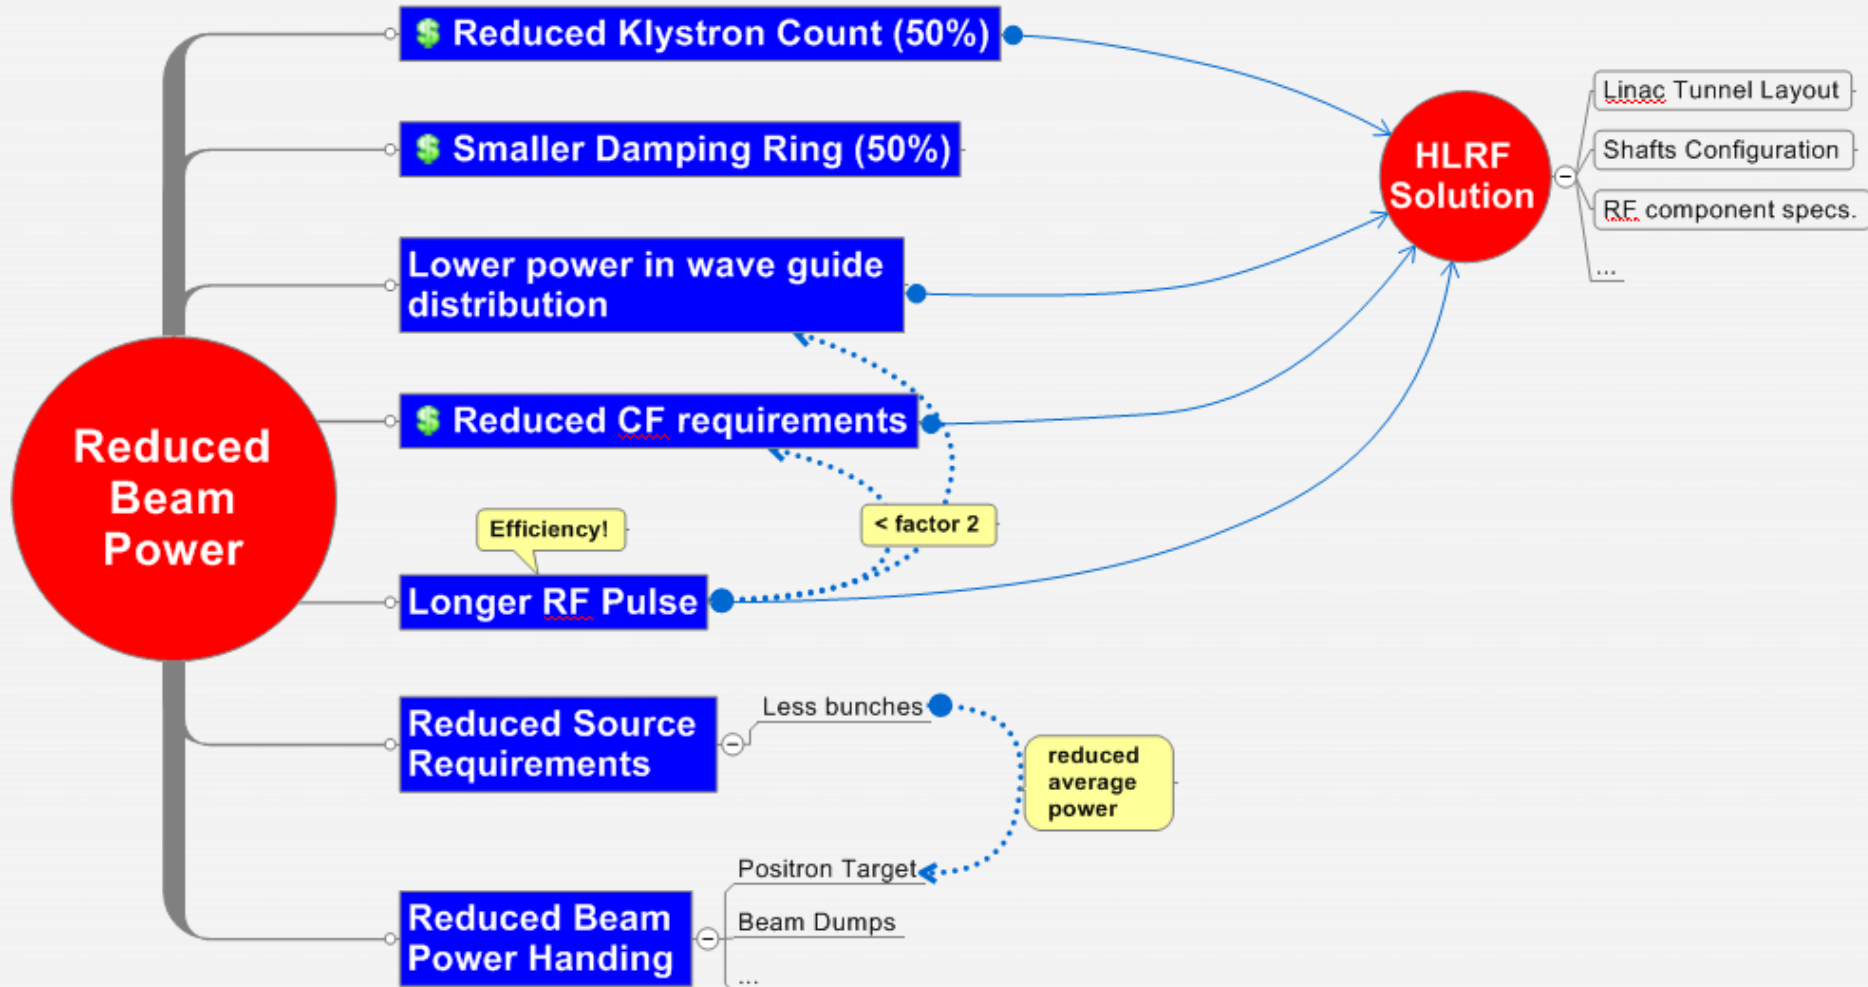 $ Reduced Klystron Count (50%)
$ Smaller Damping Ring (50%)
Lower power in wave guide
distribution
$ Reduced CF requirements
Efficiency!
< factor 2
Longer RF Pulse
Reduced
Beam
Power
HLRF
Solution
Linac Tunnel Layout
Shafts Configuration
RF component specs.
...
Reduced Source
Requirements
Less bunches
reduced
average
power
Reduced Beam
Power Handing
Positron Target
Beam Dumps
...